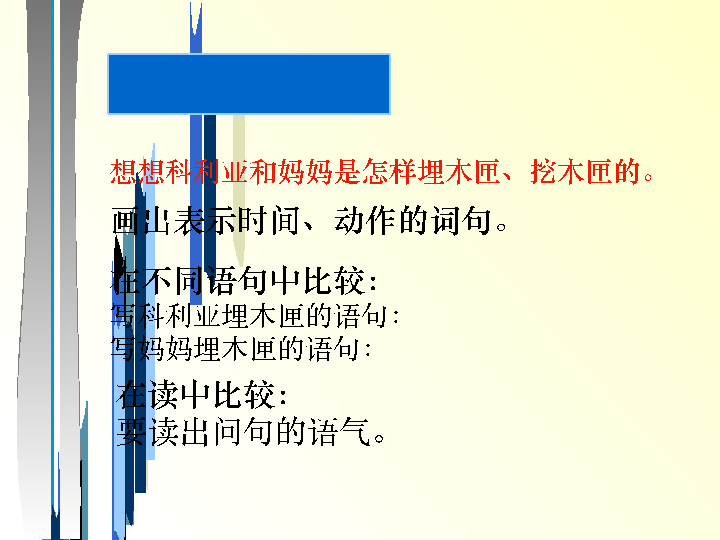 想想科利亚和妈妈是怎样埋木匣、挖木匣的。
画出表示时间、动作的词句。
在不同语句中比较：
写科利亚埋木匣的语句：
写妈妈埋木匣的语句：
在读中比较：
要读出问句的语气。